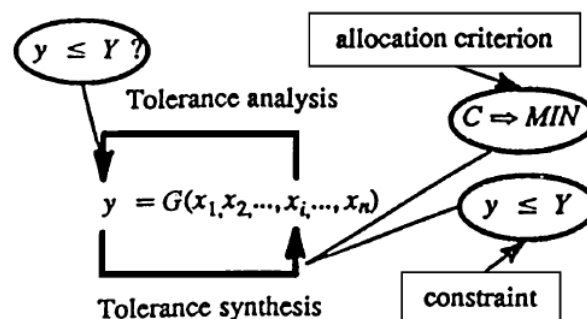 y ≤ Y ?
allocation criterion
Tolerance analysis
C ⇒ MIN
y = G(x1,x2,...,xi,...,xn)
y ≤ Y
Tolerance synthesis
constraint